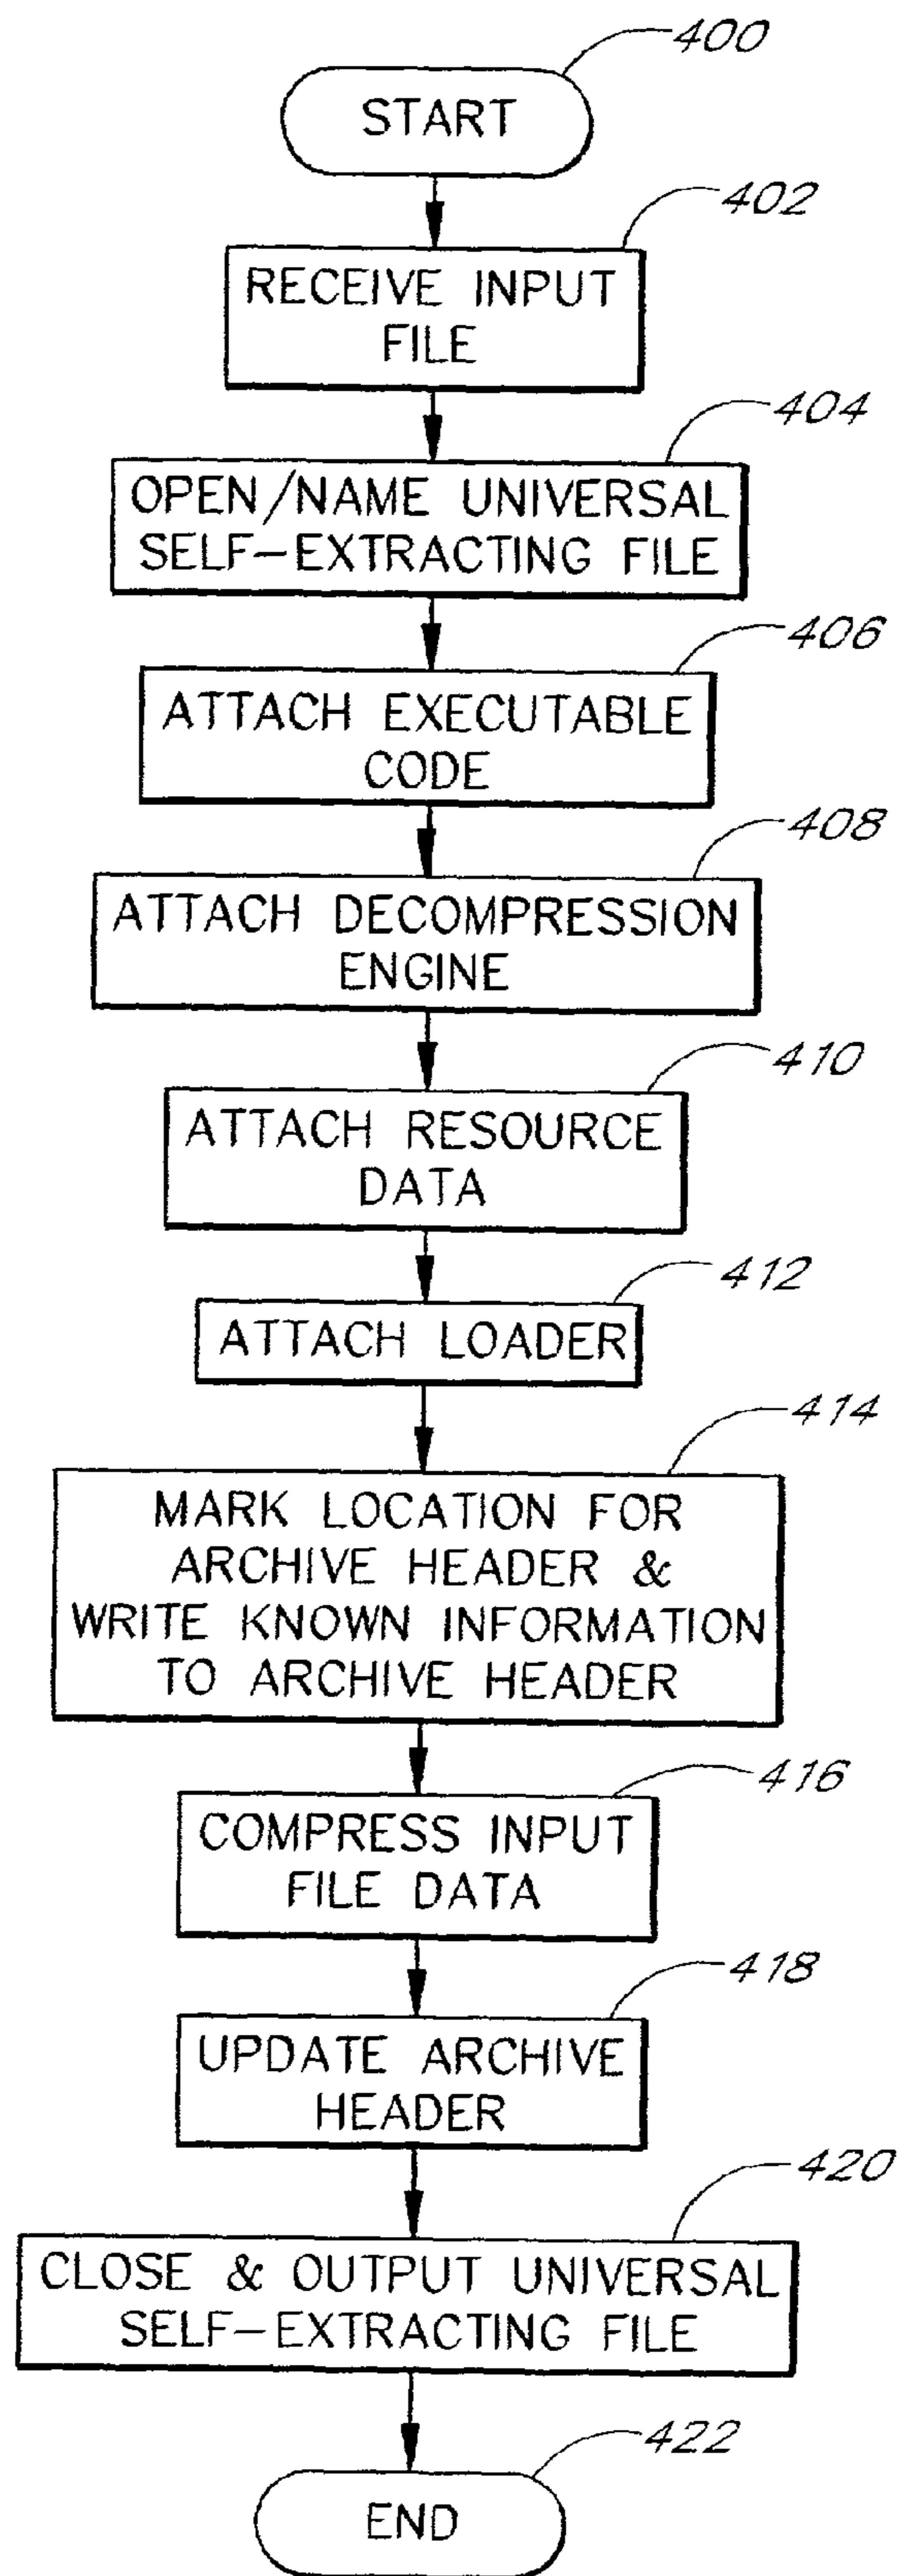 400
START
402
RECEIVE INPUT
FILE
404
OPEN/NAME UNIVERSAL
SELF-EXTRACTING FILE
406
ATTACH EXECUTABLE
CODE
408
ATTACH DECOMPRESSION
ENGINE
410
ATTACH RESOURCE
DATA
412
ATTACH LOADER
414
MARK LOCATION FOR
ARCHIVE HEADER &
WRITE KNOWN INFORMATION
TO ARCHIVE HEADER
416
COMPRESS INPUT
FILE DATA
418
UPDATE ARCHIVE
HEADER
420
CLOSE & OUTPUT UNIVERSAL
SELF-EXTRACTING FILE
422
END